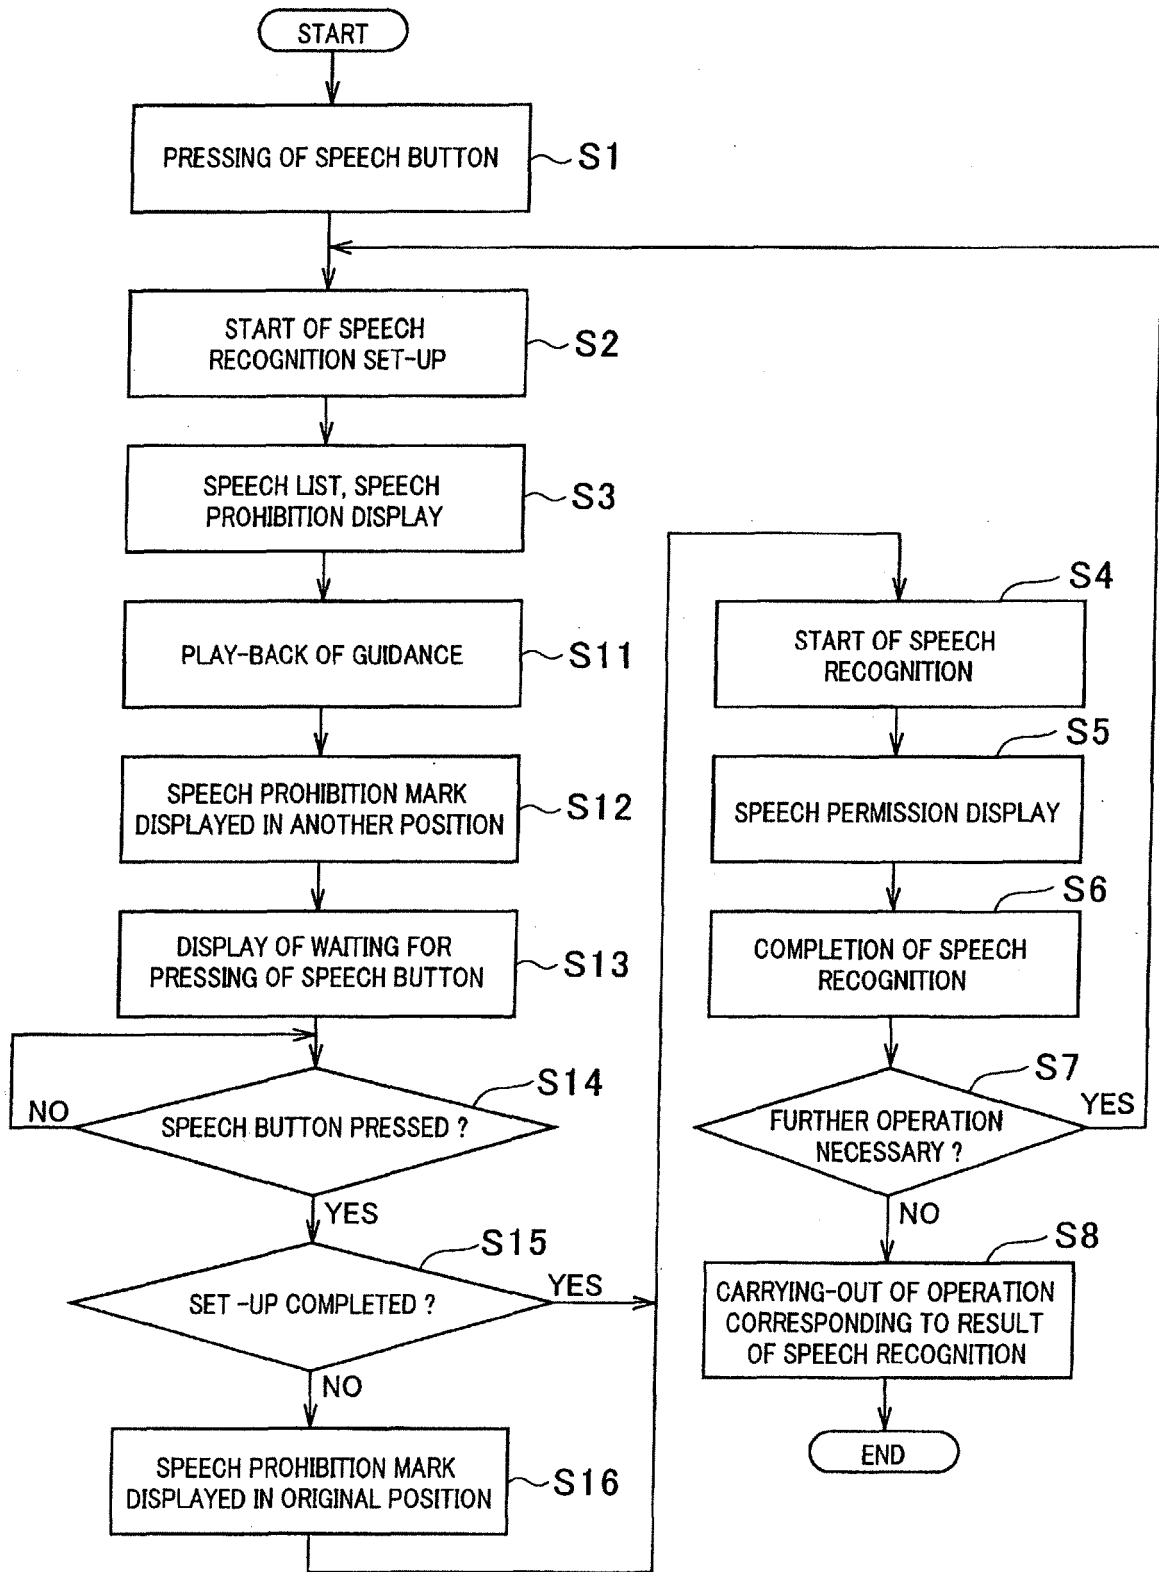 START
PRESSING OF SPEECH BUTTON
S1
START OF SPEECH
RECOGNITION SET-UP
S2
SPEECH LIST, SPEECH
PROHIBITION DISPLAY
S3
PLAY-BACK OF GUIDANCE
S11
SPEECH PROHIBITION MARK
DISPLAYED IN ANOTHER POSITION
S12
DISPLAY OF WAITING FOR
PRESSING OF SPEECH BUTTON
S13
S14
NO
SPEECH BUTTON PRESSED ?
YES
S15
SET -UP COMPLETED ?
YES
NO
SPEECH PROHIBITION MARK
DISPLAYED IN ORIGINAL POSITION
S16
S4
START OF SPEECH
RECOGNITION
S5
SPEECH PERMISSION DISPLAY
S6
COMPLETION OF SPEECH
RECOGNITION
S7
FURTHER OPERATION
NECESSARY ?
YES
NO
S8
CARRYING-OUT OF OPERATION
CORRESPONDING TO RESULT
OF SPEECH RECOGNITION
END